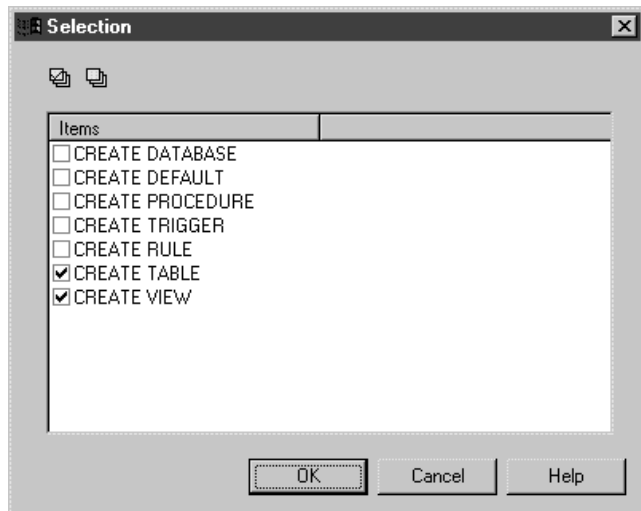 Selection
Items
CREATE DATABASE
CREATE DEFAULT
CREATE PROCEDURE
CREATE TRIGGER
CREATE RULE
CREATE TABLE
CREATE VIEW
OK Cancel Help